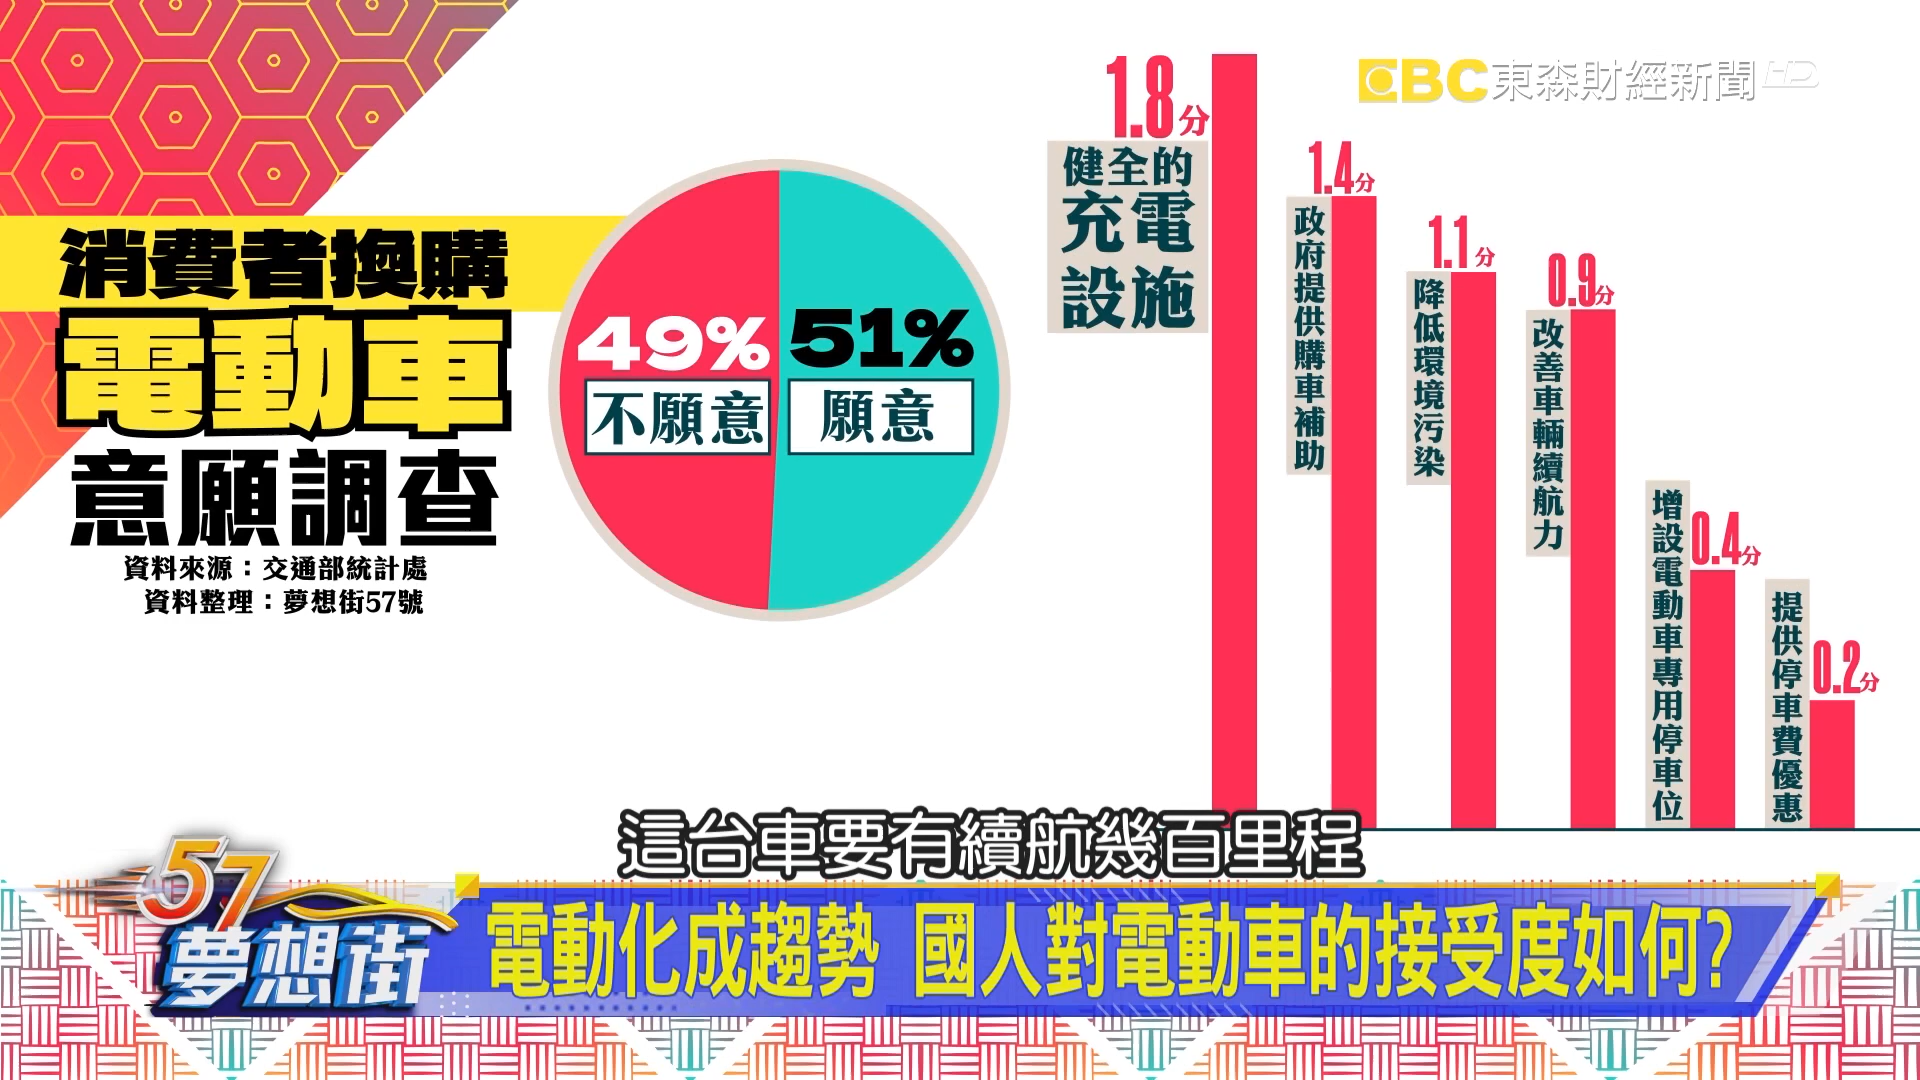 EBC東森財經新聞HD
消費者換購
電動車
意願調查
資料來源：交通部統計處
資料整理：夢想街57號
49%
不願意
51%
願意
1.8分
健全的
充電
設施
1.4分
政府提供購車補助
1.1分
降低環境污染
0.9分
改善車輛續航力
0.4分
增設電動車專用停車位
0.2分
提供停車費優惠
這台車要有續航幾百里程
57
夢想街
電動化成趨勢 國人對電動車的接受度如何?